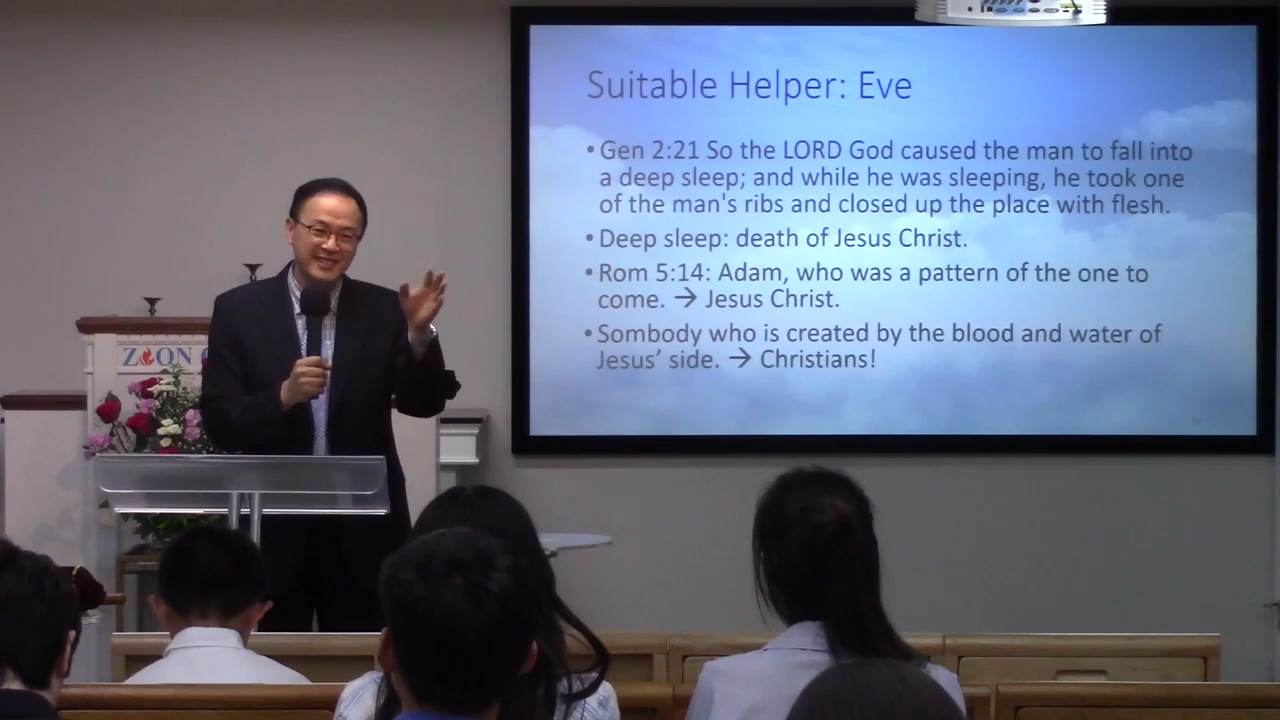 Suitable Helper: Eve
• Gen 2:21 So the LORD God caused the man to fall into
a deep sleep; and while he was sleeping, he took one
of the man's ribs and closed up the place with flesh.
• Deep sleep: death of Jesus Christ.
• Rom 5:14: Adam, who was a pattern of the one to
come. → Jesus Christ.
• Sombody who is created by the blood and water of
Jesus’ side. → Christians!
ZION